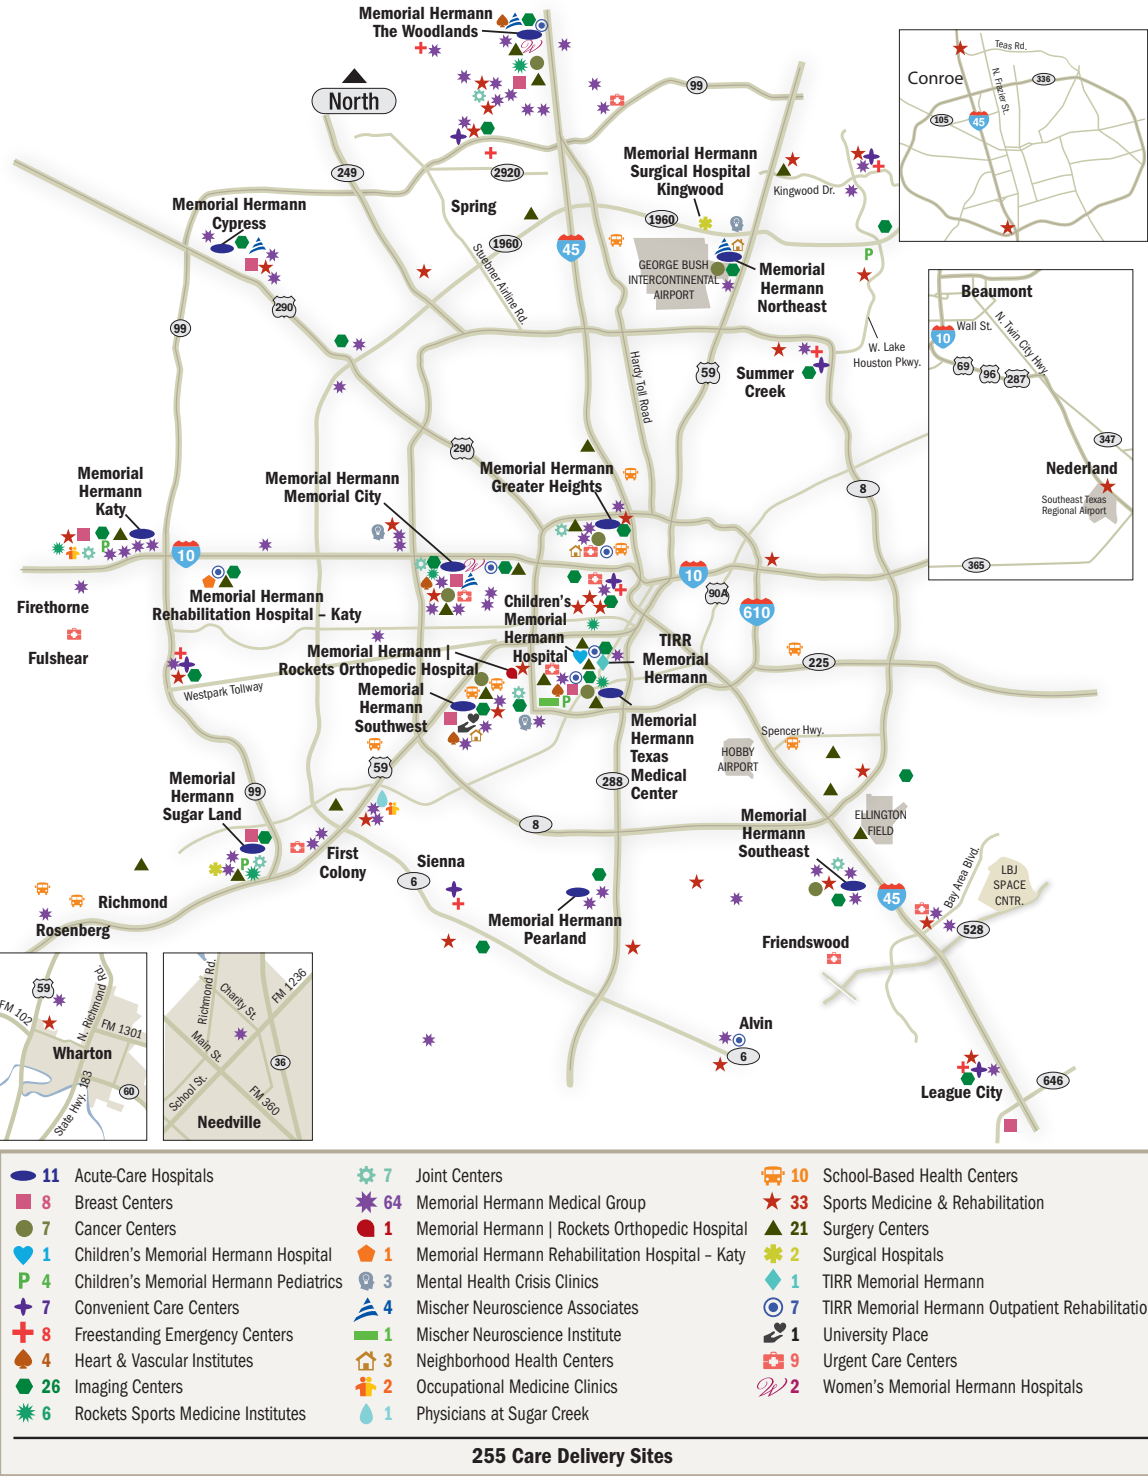 Memorial Hermann
The Woodlands
North
99
249
2920
Spring
1960
Stuebner Airline Rd.
45
Memorial Hermann
Surgical Hospital
Kingwood
1960
Kingwood Dr.
GEORGE BUSH
INTERCONTINENTAL
AIRPORT
Memorial
Hermann
Northeast
W. Lake
Houston Pkwy.
Teas Rd.
Conroe
N. Frazier St.
336
105
45
Memorial Hermann
Cypress
290
99
Hardy Toll Road
59
Summer
Creek
8
Beaumont
10
Wall St.
N. Twin City Hwy.
69
96
287
347
Nederland
Southeast Texas
Regional Airport
365
290
Memorial
Hermann
Katy
Memorial Hermann
Memorial City
Memorial Hermann
Greater Heights
10
10
90A
610
Firethorne
Fulshear
Memorial Hermann
Rehabilitation Hospital – Katy
Children's
Memorial
Hermann
Hospital
TIRR
Memorial
Hermann
225
Memorial Hermann |
Rockets Orthopedic Hospital
Westpark Tollway
Memorial
Hermann
Southwest
Memorial
Hermann
Texas
Medical
Center
Spencer Hwy.
HOBBY
AIRPORT
59
288
99
Memorial
Hermann
Sugar Land
8
Memorial
Hermann
Southeast
ELLINGTON
FIELD
First
Colony
Sienna
6
45
Bay Area Blvd.
LBJ
SPACE
CNTR.
528
Richmond
Rosenberg
Memorial Hermann
Pearland
Friendswood
59
FM 102
N. Richmond Rd.
FM 1301
Wharton
60
State Hwy. 183
Richmond Rd.
Charity St.
FM 1236
Main St.
36
School St.
FM 360
Needville
Alvin
6
League City
646
11 Acute-Care Hospitals
8 Breast Centers
7 Cancer Centers
1 Children's Memorial Hermann Hospital
P 4 Children's Memorial Hermann Pediatrics
7 Convenient Care Centers
8 Freestanding Emergency Centers
4 Heart & Vascular Institutes
26 Imaging Centers
6 Rockets Sports Medicine Institutes
7 Joint Centers
64 Memorial Hermann Medical Group
1 Memorial Hermann | Rockets Orthopedic Hospital
1 Memorial Hermann Rehabilitation Hospital – Katy
3 Mental Health Crisis Clinics
4 Mischer Neuroscience Associates
1 Mischer Neuroscience Institute
3 Neighborhood Health Centers
2 Occupational Medicine Clinics
1 Physicians at Sugar Creek
10 School-Based Health Centers
33 Sports Medicine & Rehabilitation
21 Surgery Centers
2 Surgical Hospitals
1 TIRR Memorial Hermann
7 TIRR Memorial Hermann Outpatient Rehabilitatio
1 University Place
9 Urgent Care Centers
W 2 Women's Memorial Hermann Hospitals
255 Care Delivery Sites